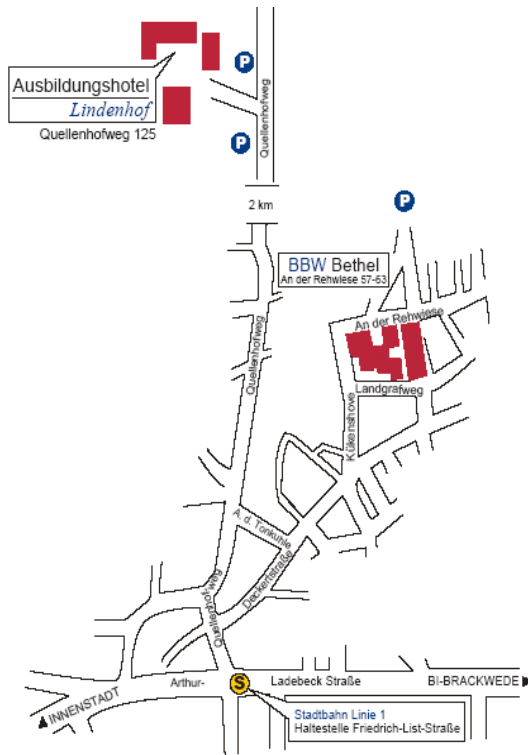 P
Ausbildungshotel
Lindenhof
Quellenhofweg 125
P
Quellenhofweg
2 km
P
BBW Bethel
An der Rehwiese 57-63
An der Rehwiese
Quellenhofweg
Landgrafweg
Kükenshove
A. d. Tonkuhle
Deckertstraße
Quellenhofweg
Arthur-
S
Ladebeck Straße
BI-BRACKWEDE
INNENSTADT
Stadtbahn Linie 1
Haltestelle Friedrich-List-Straße